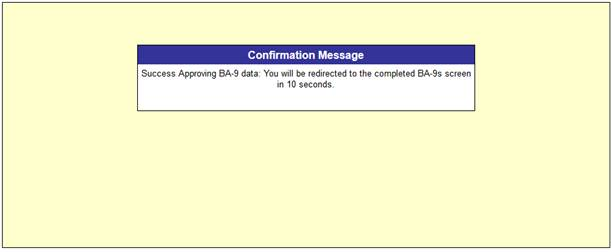 Confirmation Message
Success Approving BA-9 data: You will be redirected to the completed BA-9s screen
in 10 seconds.